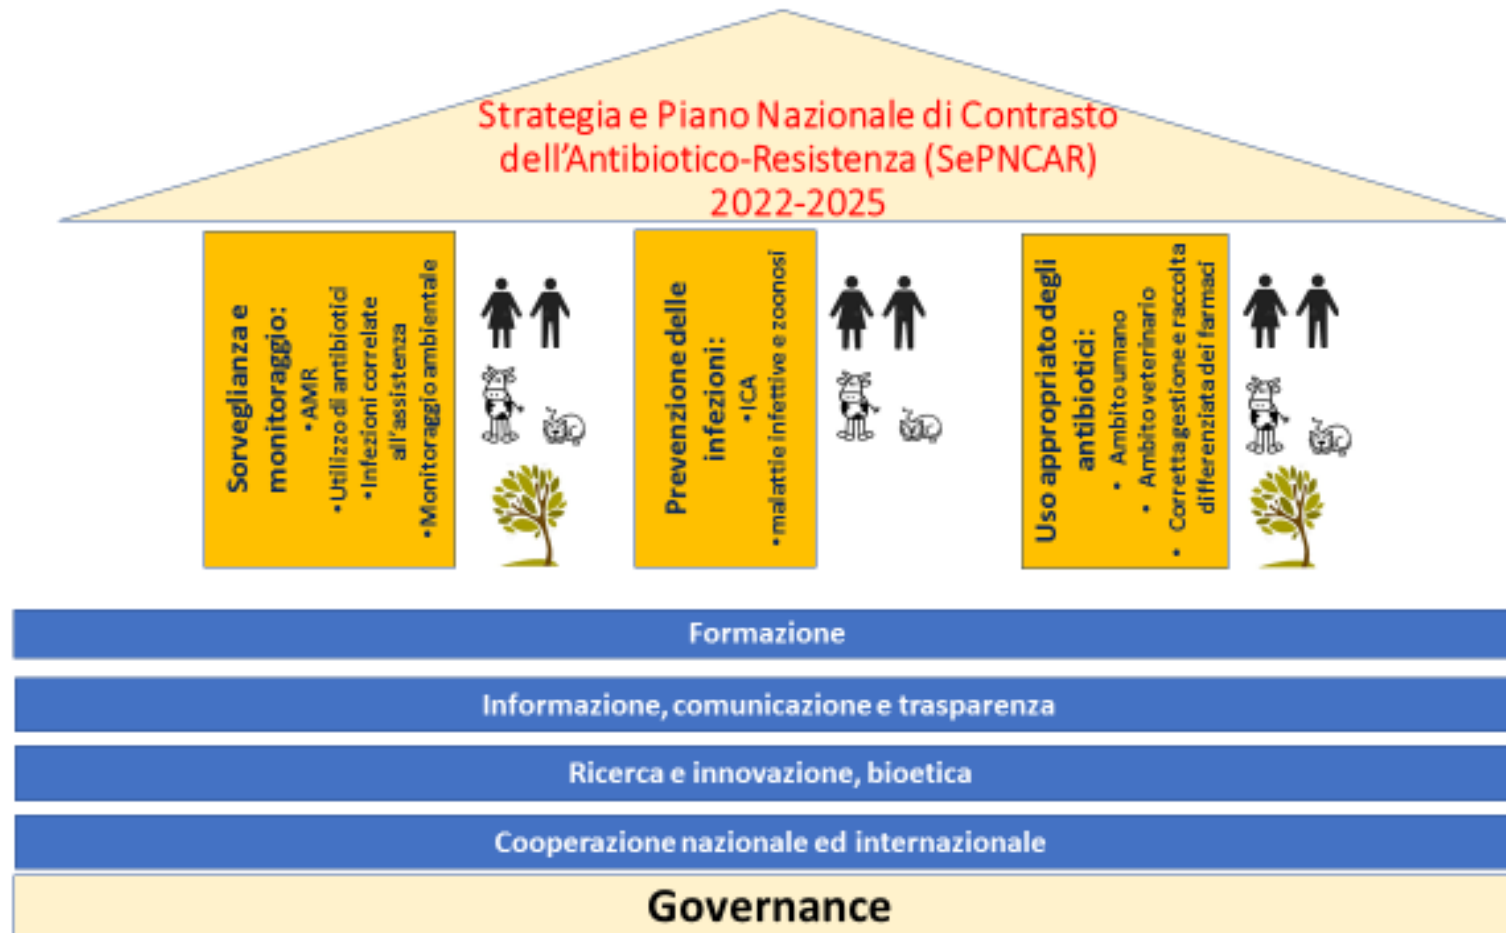 Strategia e Piano Nazionale di Contrasto
dell'Antibiotico-Resistenza (SePNCAR)
2022-2025
Sorveglianza e
monitoraggio:
•AMR
•Utilizzo di antibiotici
•Infezioni correlate
all'assistenza
•Monitoraggio ambientale
Prevenzione delle
infezioni:
•ICA
•malattie infettive e zoonosi
Uso appropriato degli
antibiotici:
• Ambito umano
• Ambito veterinario
• Corretta gestione e raccolta
differenziata dei farmaci
Formazione
Informazione, comunicazione e trasparenza
Ricerca e innovazione, bioetica
Cooperazione nazionale ed internazionale
Governance